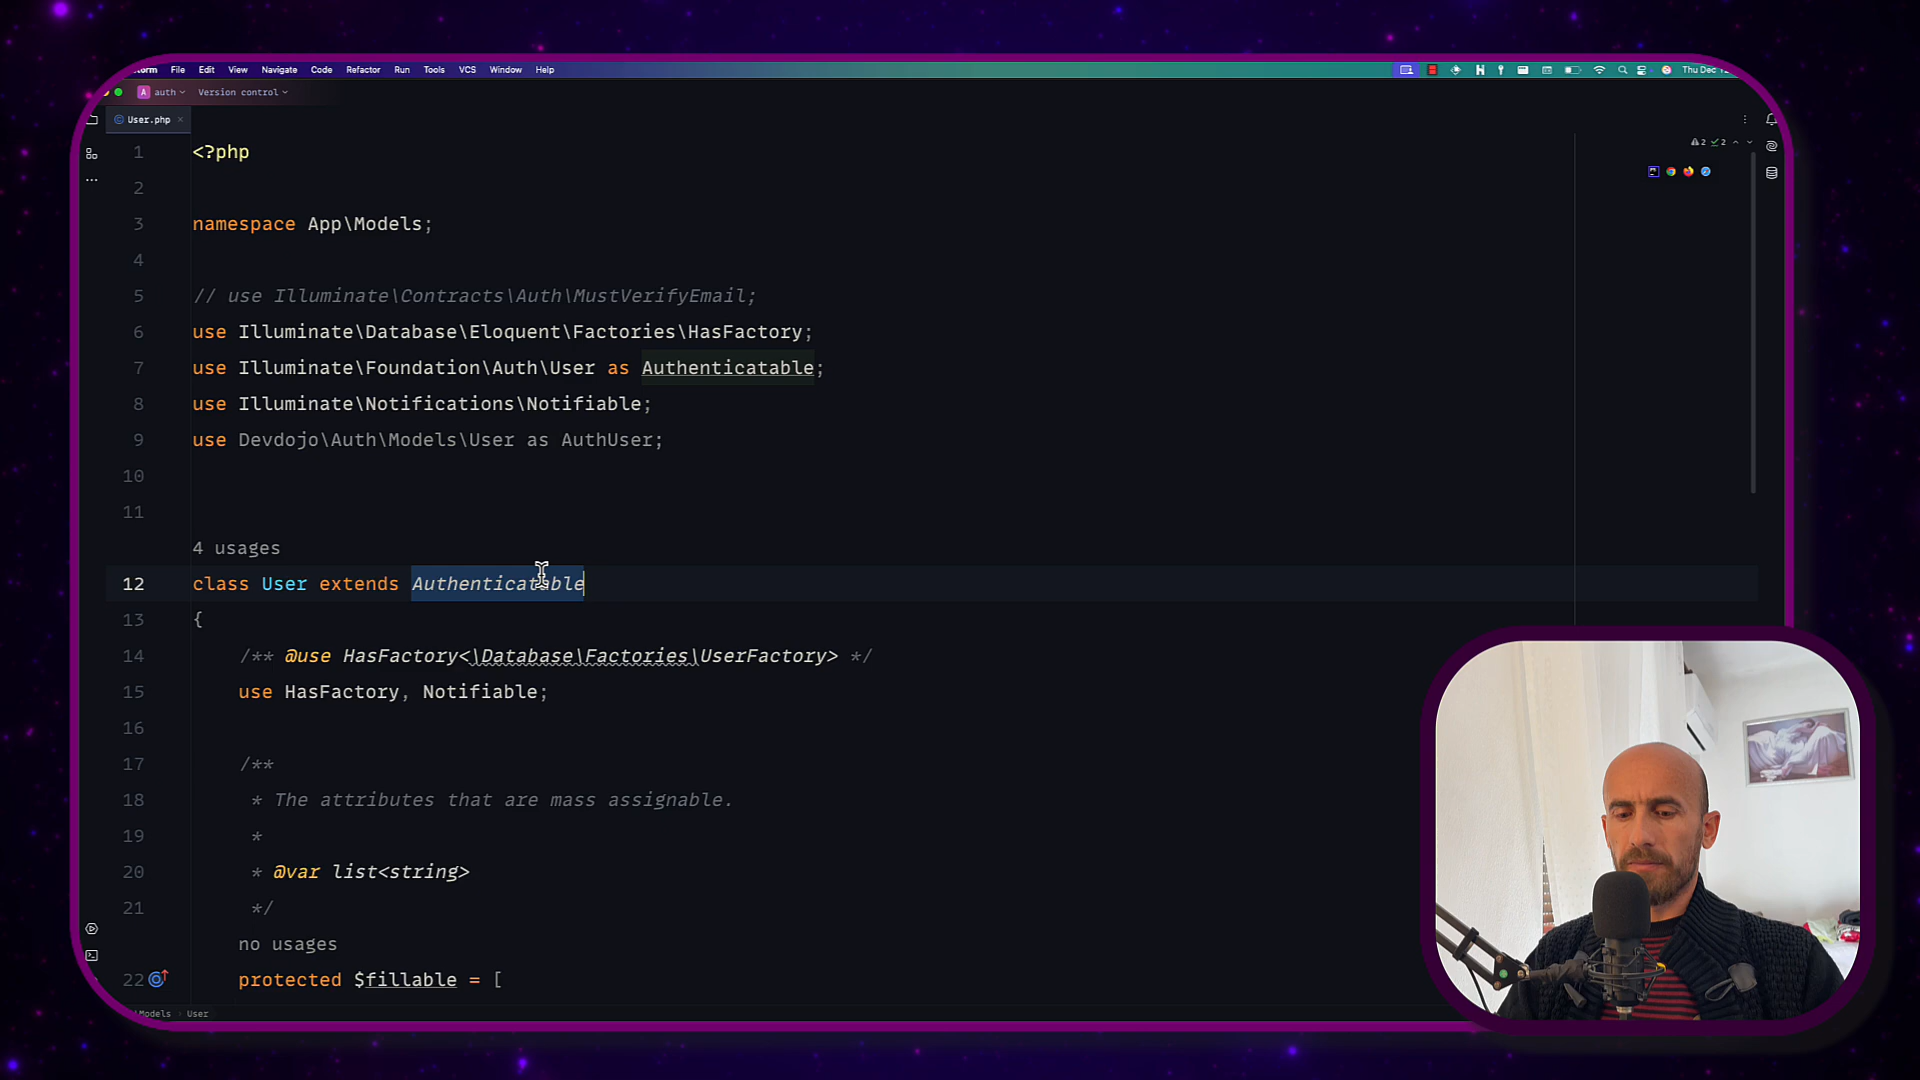 File Edit View Navigate Code Refactor Run Tools VCS Window Help
Thu Dec
A auth Version control
User.php
1 <?php
2
3 namespace App\Models;
4
5 // use Illuminate\Contracts\Auth\MustVerifyEmail;
6 use Illuminate\Database\Eloquent\Factories\HasFactory;
7 use Illuminate\Foundation\Auth\User as Authenticatable;
8 use Illuminate\Notifications\Notifiable;
9 use Devdojo\Auth\Models\User as AuthUser;
10
11
4 usages
12 class User extends Authenticatable
13 {
14 /** @use HasFactory<\Database\Factories\UserFactory> */
15 use HasFactory, Notifiable;
16
17 /**
18 * The attributes that are mass assignable.
19 *
20 * @var list<string>
21 */
no usages
22 protected $fillable = [
Models › User
2 2